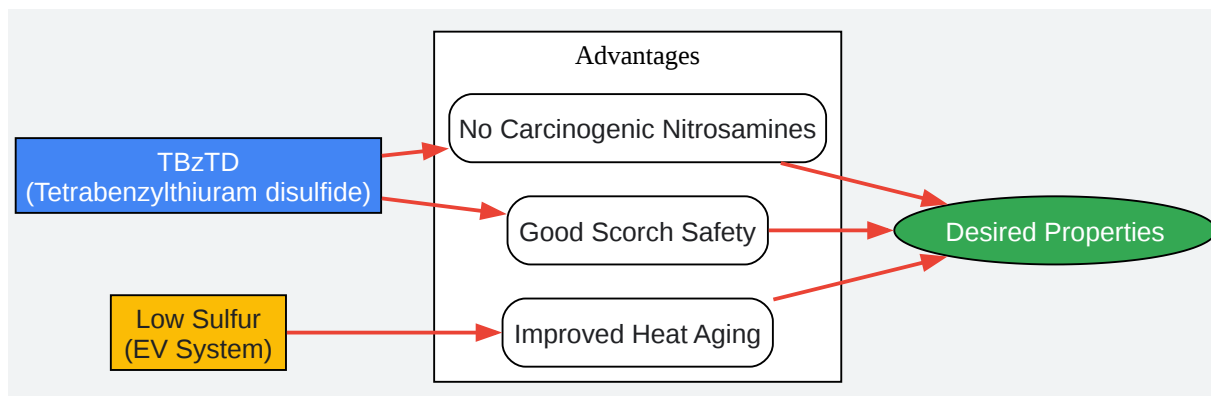 Advantages
No Carcinogenic Nitrosamines
TBzTD
(Tetrabenzylthiuram disulfide)
Good Scorch Safety
Desired Properties
Low Sulfur
(EV System)
Improved Heat Aging